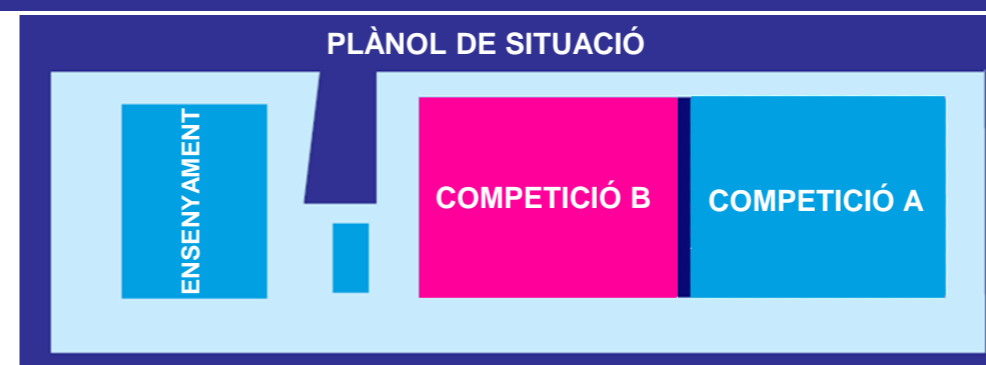 PLÀNOL DE SITUACIÓ
ENSENYAMENT
COMPETICIÓ B
COMPETICIÓ A